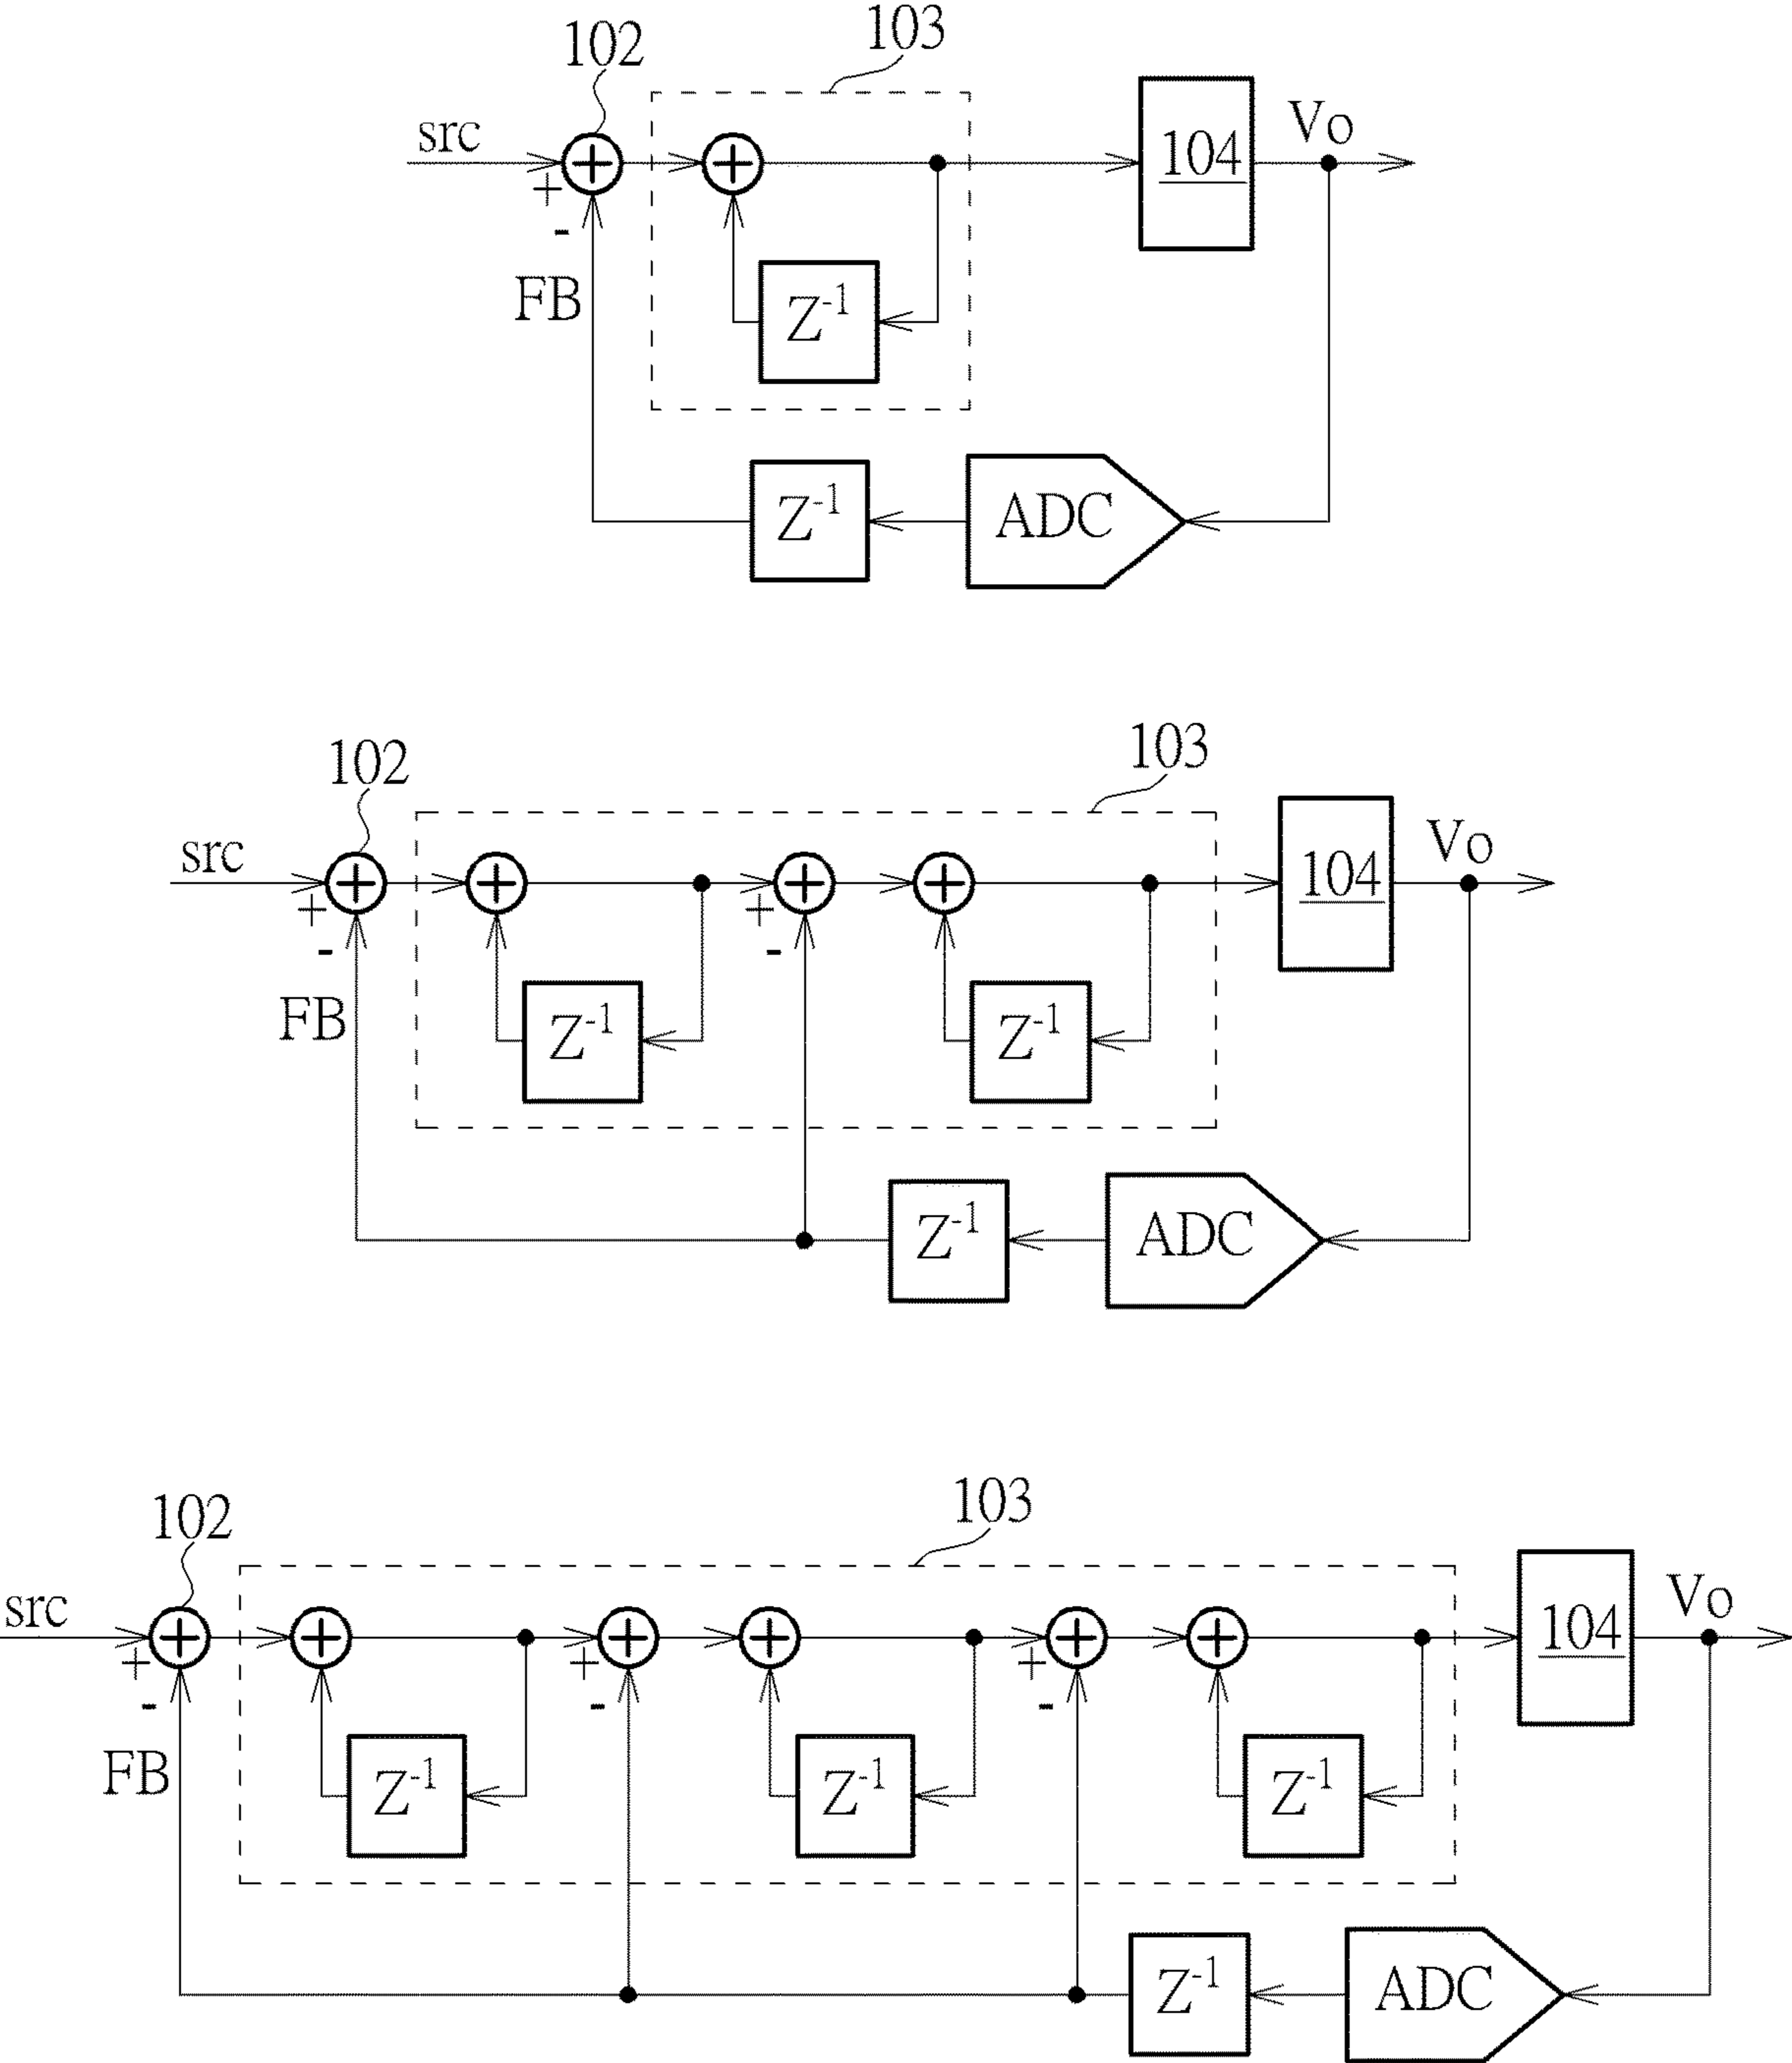 102
103
src
+
-
104
Vo
FB
Z-1
Z-1
ADC
102
103
src
+
-
+
-
104
Vo
FB
Z-1
Z-1
Z-1
ADC
102
103
src
+
-
+
-
+
-
104
Vo
FB
Z-1
Z-1
Z-1
Z-1
ADC